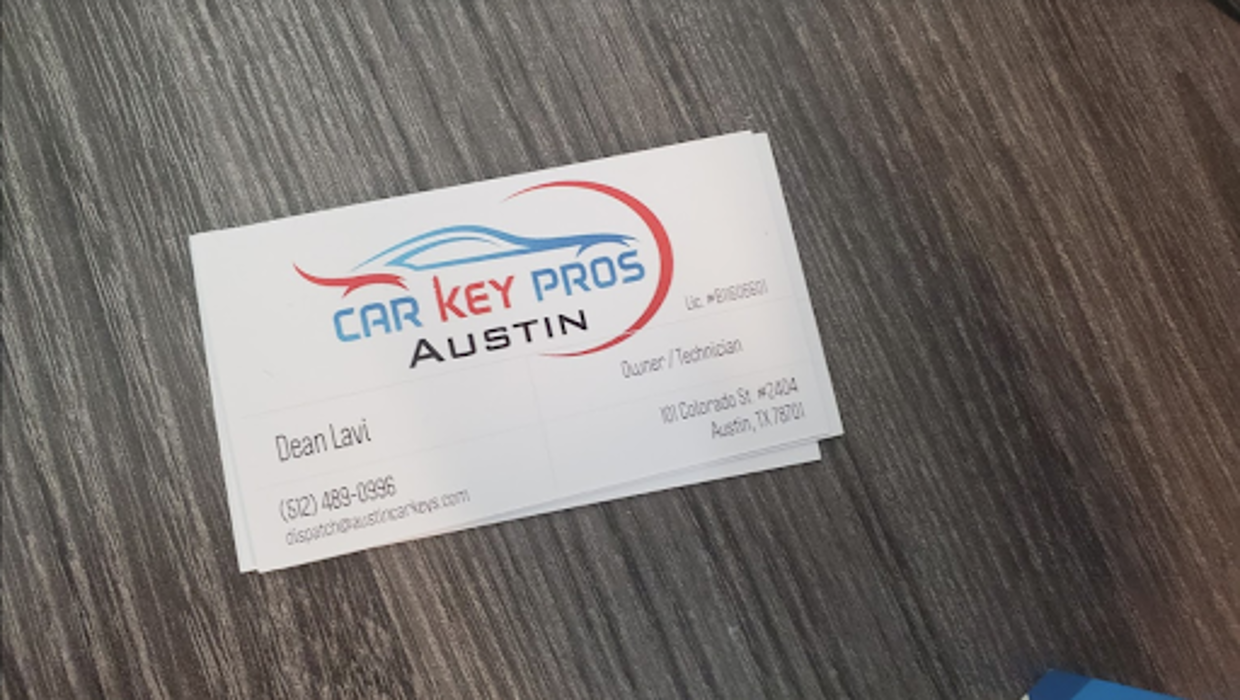 CAR KEY PROS
AUSTIN
Owner / Technician
Dean Lavi
101 Colorado St. #2404
Austin, TX 78701
(512) 489-0996
dispatch@austincarkeys.com